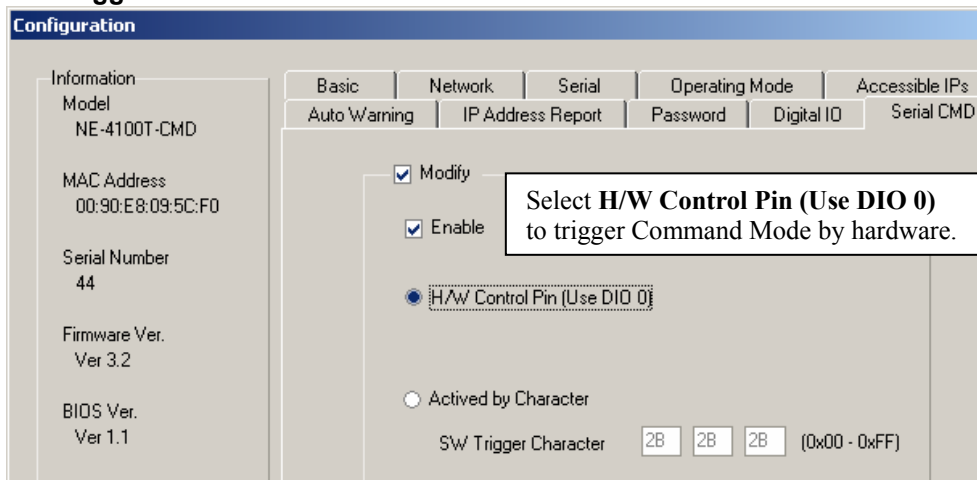 Configuration
Information
Model
NE-4100T-CMD
MAC Address
00:90:E8:09:5C:F0
Serial Number
44
Firmware Ver.
Ver 3.2
BIOS Ver.
Ver 1.1
Basic Network Serial Operating Mode Accessible IPs
Auto Warning IP Address Report Password Digital IO Serial CMD
Modify
Select H/W Control Pin (Use DIO 0)
to trigger Command Mode by hardware.
Enable
H/W Control Pin (Use DIO 0)
Actived by Character
SW Trigger Character 2B 2B 2B (0x00 - 0xFF)